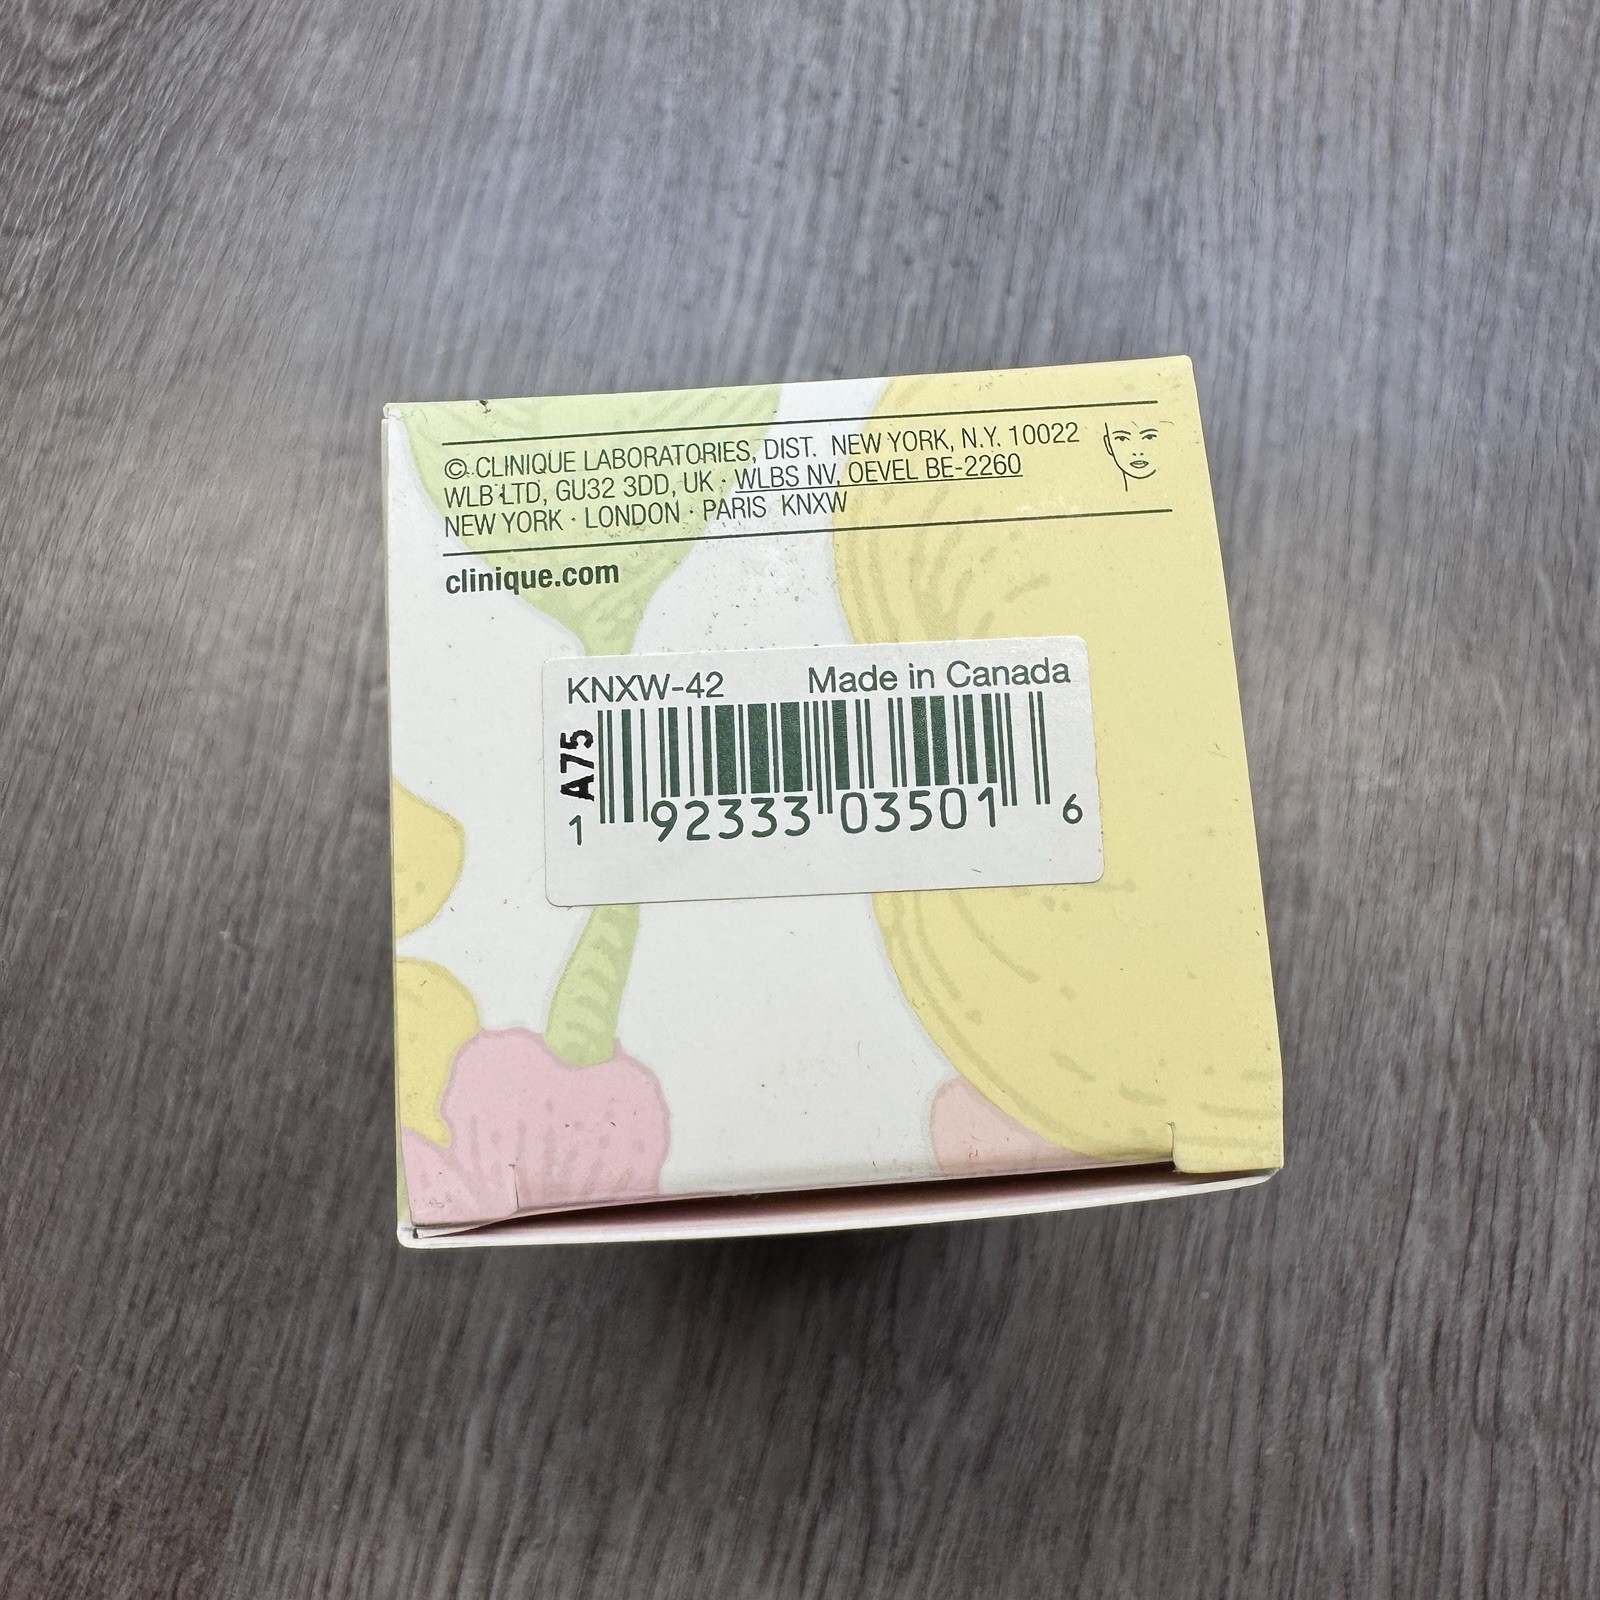 © CLINIQUE LABORATORIES, DIST. NEW YORK, N.Y. 10022
WLB LTD, GU32 3DD, UK · WLBS NV, OEVEL BE-2260
NEW YORK · LONDON · PARIS KNXW
clinique.com
KNXW-42 Made in Canada
A75
1 92333 03501 6